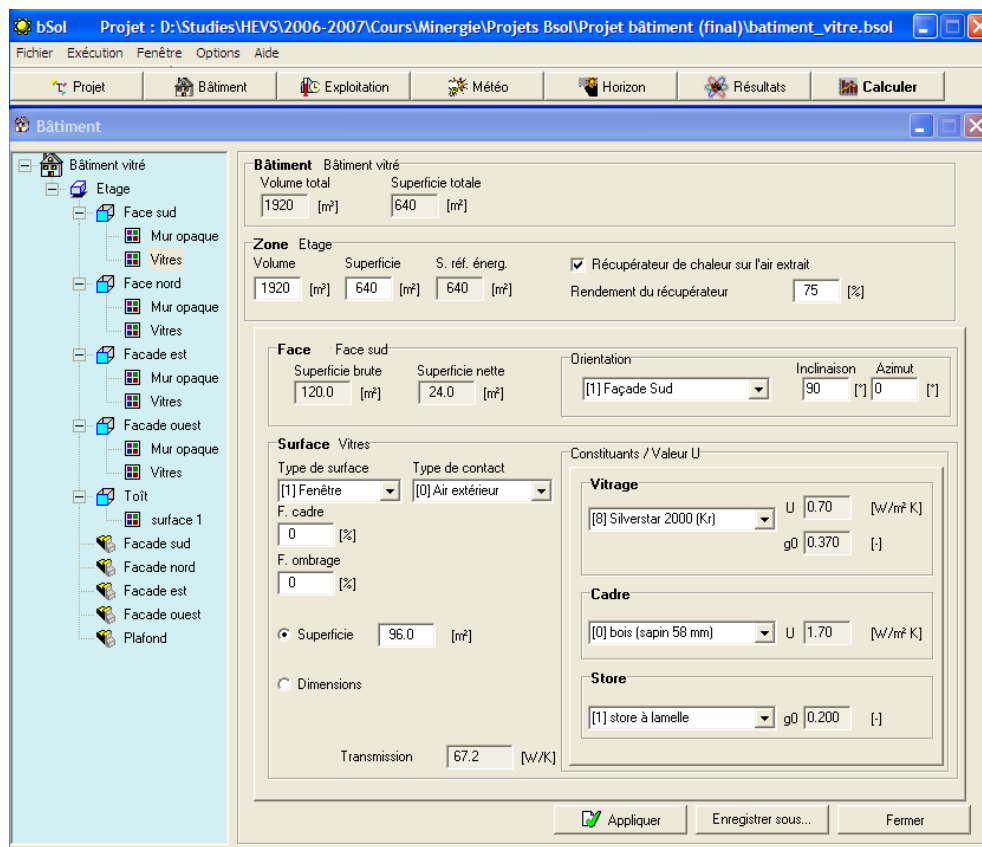 bSol Projet : D:\Studies\HEVS\2006-2007\Cours\Minergie\Projets Bsol\Projet bâtiment (final)\batiment_vitre.bsol
Fichier Exécution Fenêtre Options Aide
Projet Bâtiment Exploitation Météo Horizon Résultats Calculer
Bâtiment
Bâtiment vitré
Etage
Face sud
Mur opaque
Vitres
Face nord
Mur opaque
Vitres
Facade est
Mur opaque
Vitres
Facade ouest
Mur opaque
Vitres
Toît
surface 1
Facade sud
Facade nord
Facade est
Facade ouest
Plafond
Bâtiment Bâtiment vitré
Volume total Superficie totale
1920 [m³] 640 [m²]
Zone Etage
Volume Superficie S. réf. énerg.
1920 [m³] 640 [m²] 640 [m²]
Récupérateur de chaleur sur l'air extrait
Rendement du récupérateur 75 [%]
Face Face sud
Superficie brute Superficie nette
120.0 [m²] 24.0 [m²]
Orientation
Inclinaison Azimut
[1] Façade Sud 90 [°] 0 [°]
Surface Vitres
Type de surface Type de contact
[1] Fenêtre [0] Air extérieur
F. cadre
0 [%]
F. ombrage
0 [%]
Superficie 96.0 [m²]
Dimensions
Transmission 67.2 [W/K]
Constituants / Valeur U
Vitrage
[8] Silverstar 2000 (Kr) U 0.70 [W/m² K]
g0 0.370 [-]
Cadre
[0] bois (sapin 58 mm) U 1.70 [W/m² K]
Store
[1] store à lamelle g0 0.200 [-]
Appliquer Enregistrer sous... Fermer